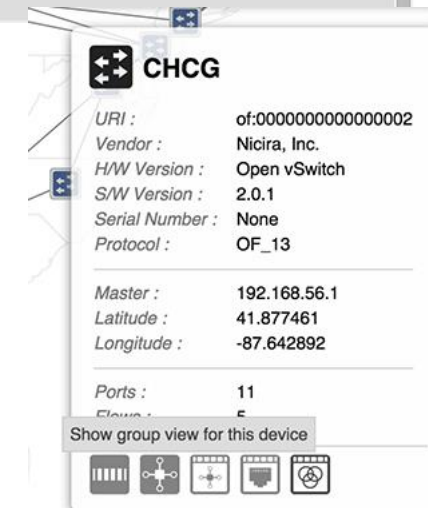 CHCG
URI : of:0000000000000002
Vendor : Nicira, Inc.
H/W Version : Open vSwitch
S/W Version : 2.0.1
Serial Number : None
Protocol : OF_13
Master : 192.168.56.1
Latitude : 41.877461
Longitude : -87.642892
Ports : 11
Flows : 5
Show group view for this device